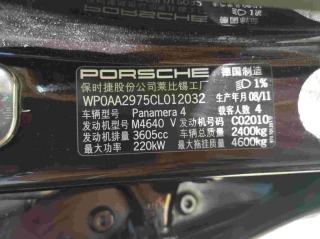 PORSCHE 德国制造
保时捷股份公司莱比锡工厂 1%
WP0AA2975CL012032 生产年月 08/11
车辆型号 Panamera 4 乘客人数 4
发动机型号 M4640 V 发动机号码 C02010
发动机排量 3605cc 车辆总质量 2400kg
最大功率 220kW 最大拖挂质量 4600kg